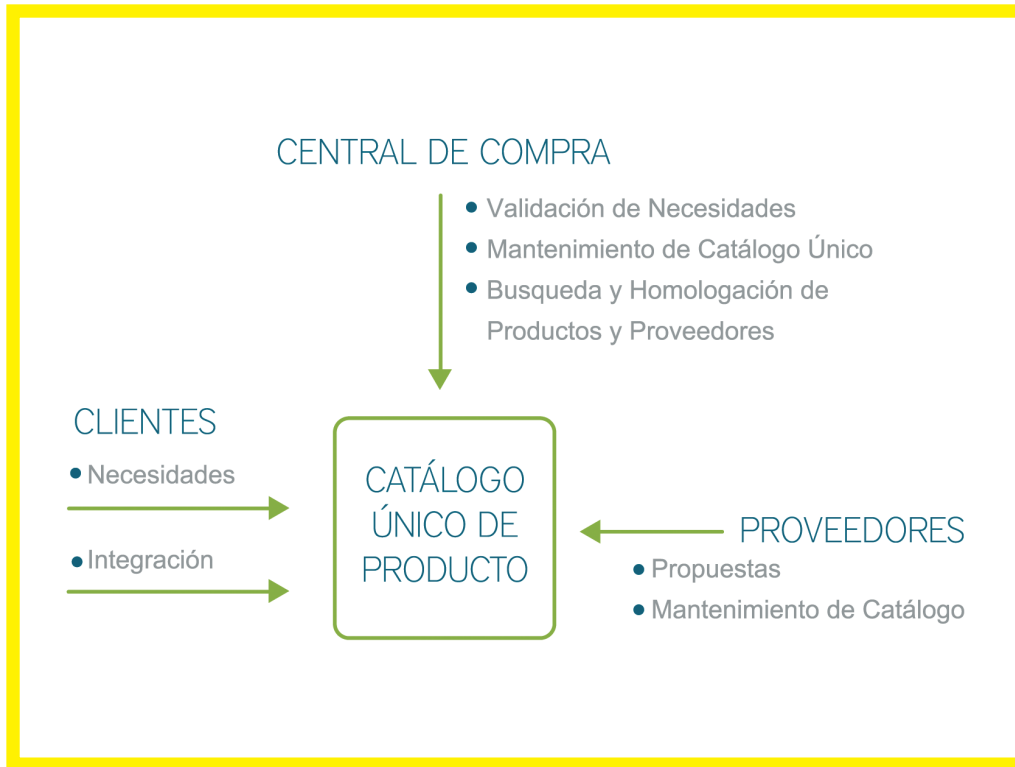 CENTRAL DE COMPRA
• Validación de Necesidades
• Mantenimiento de Catálogo Único
• Busqueda y Homologación de
Productos y Proveedores
CLIENTES
• Necesidades
• Integración
CATÁLOGO
ÚNICO DE
PRODUCTO
PROVEEDORES
• Propuestas
• Mantenimiento de Catálogo